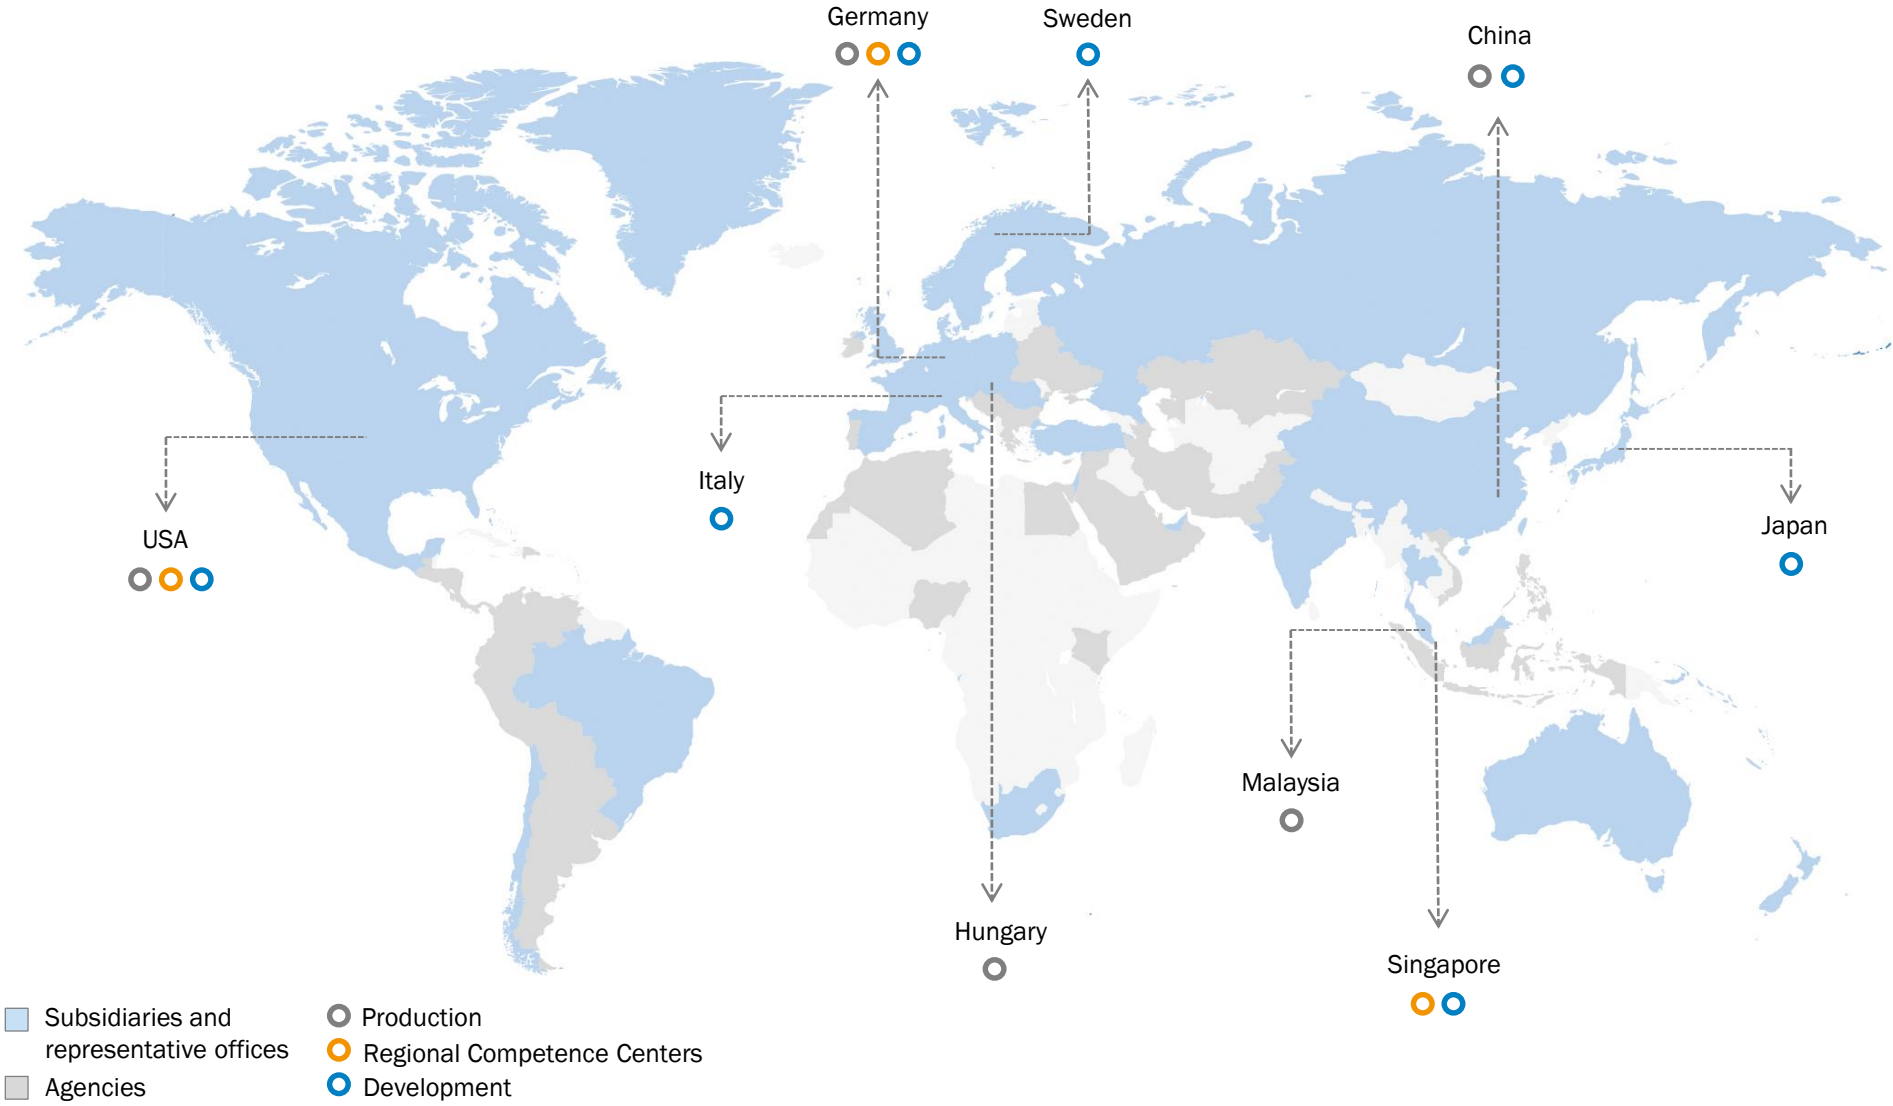 Germany
Sweden
China
USA
Italy
Japan
Malaysia
Hungary
Singapore
Subsidiaries and
representative offices
Agencies
Production
Regional Competence Centers
Development